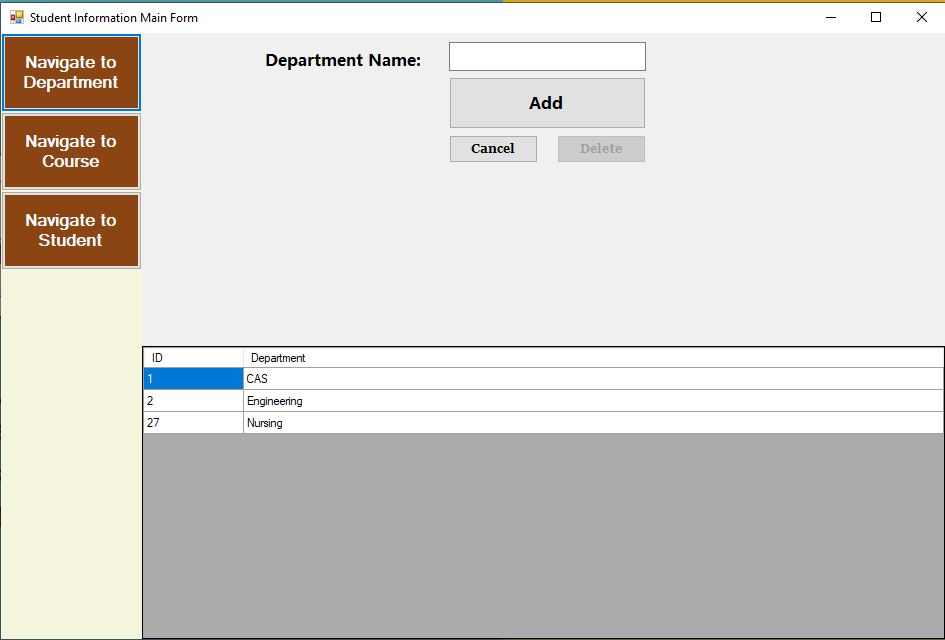 Student Information Main Form
Navigate to
Department
Navigate to
Course
Navigate to
Student
Department Name:
Add
Cancel Delete
ID Department
1 CAS
2 Engineering
27 Nursing